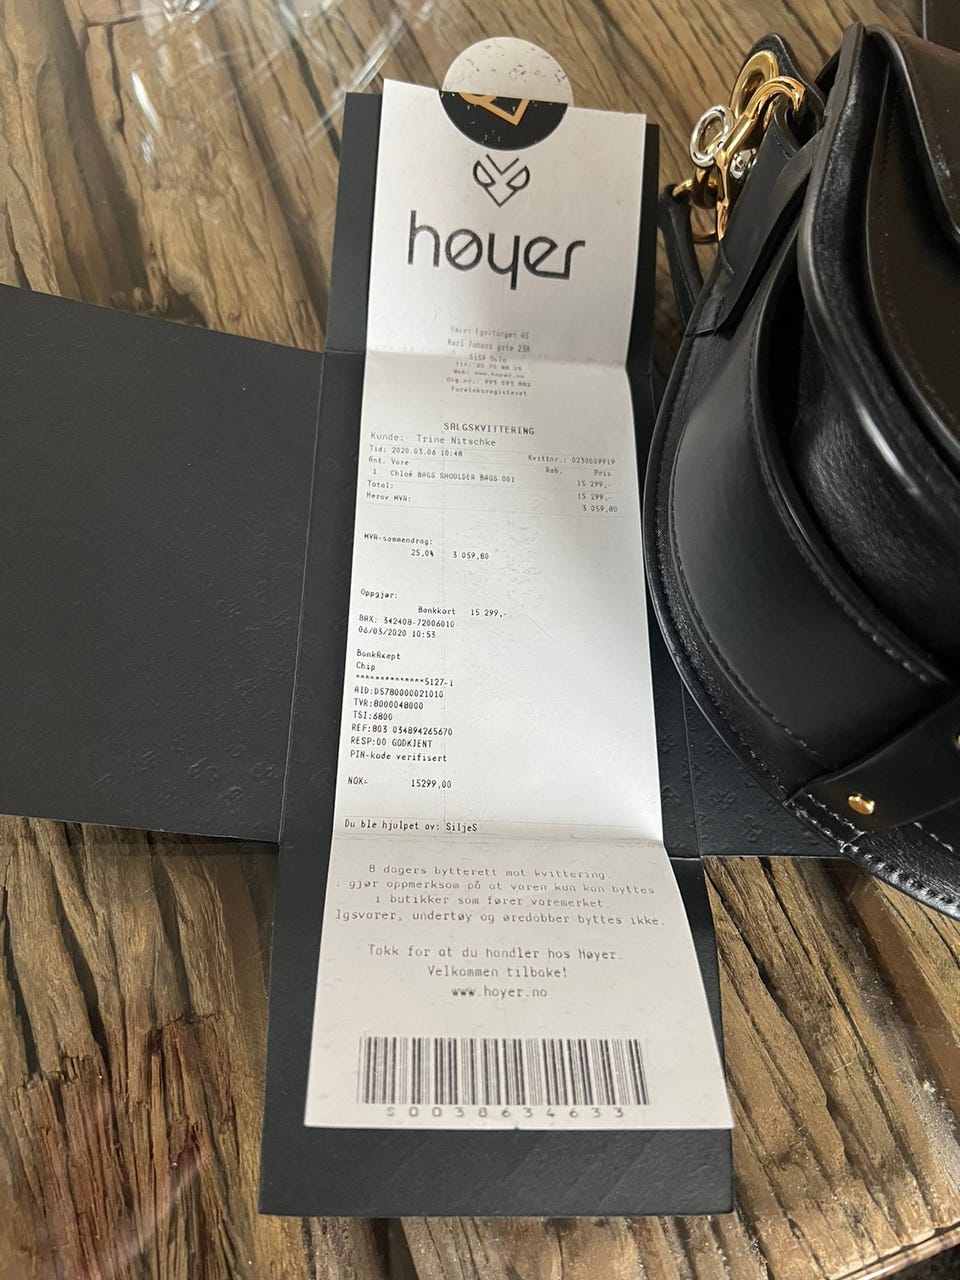 høyer
Høyer Egertorget AS
Karl Johans gate 23B
0159 Oslo
Tlf: 22 70 80 25
Web: www.hoyer.no
Org.nr.: 993 093 802
Foretaksregisteret
SALGSKVITTERING
Kunde: Trine Nitschke
Tid: 2020.03.06 10:48 Kvittnr.: 0230009919
Ant. Vare Rab. Pris
1 Chloé BAGS SHOULDER BAGS 001 15 299,-
Total: 15 299,-
Herav MVA: 3 059,80
MVA-sammendrag:
25,0% 3 059,80
Oppgjør:
Bankkort 15 299,-
BAX: 342408-72006010
06/03/2020 10:53
BankAxept
Chip
************5127-1
AID:D5780000021010
TVR:8000048000
TSI:6800
REF:803 034894265670
RESP:00 GODKJENT
PIN-kode verifisert
NOK= 15299,00
Du ble hjulpet av: SiljeS
8 dagers bytterett mot kvittering.
gjør oppmerksom på at varen kun kan byttes
i butikker som fører varemerket.
lgsvarer, undertøy og øredobber byttes ikke.
Takk for at du handler hos Høyer.
Velkommen tilbake!
www.hoyer.no
S0038634633